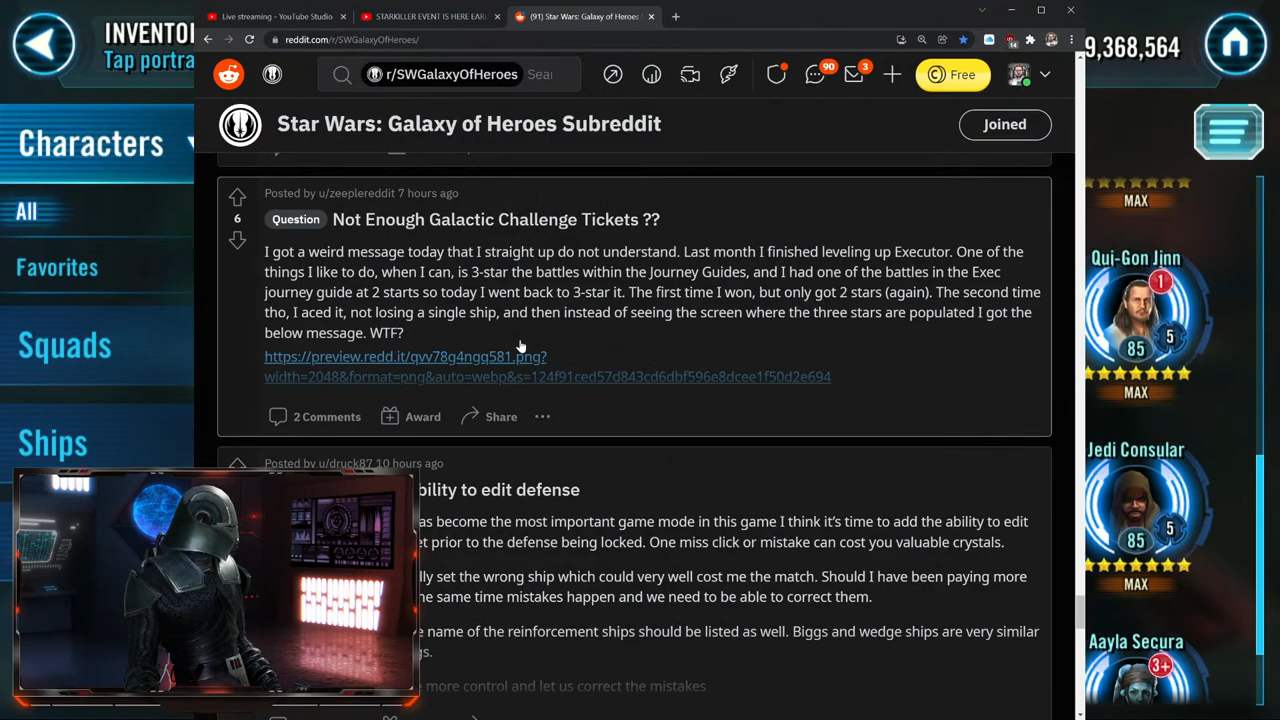 INVENTO
Tap portra
9,368,564
Live streaming - YouTube Studio
STARKILLER EVENT IS HERE EAR
(91) Star Wars: Galaxy of Heroes
reddit.com/r/SWGalaxyOfHeroes/
14
r/SWGalaxyOfHeroes
Sea
90
3
Free
Star Wars: Galaxy of Heroes Subreddit
Joined
Characters
All
Favorites
Squads
Ships
Posted by u/zeeplereddit 7 hours ago
6
Question Not Enough Galactic Challenge Tickets ??
I got a weird message today that I straight up do not understand. Last month I finished leveling up Executor. One of the
things I like to do, when I can, is 3-star the battles within the Journey Guides, and I had one of the battles in the Exec
journey guide at 2 starts so today I went back to 3-star it. The first time I won, but only got 2 stars (again). The second time
tho, I aced it, not losing a single ship, and then instead of seeing the screen where the three stars are populated I got the
below message. WTF?
https://preview.redd.it/qvv78g4ngq581.png?
width=2048&format=png&auto=webp&s=124f91ced57d843cd6dbf596e8dcee1f50d2e694
2 Comments
Award
Share
Posted by u/druck87 10 hours ago
bility to edit defense
as become the most important game mode in this game I think it's time to add the ability to edit
et prior to the defense being locked. One miss click or mistake can cost you valuable crystals.
lly set the wrong ship which could very well cost me the match. Should I have been paying more
he same time mistakes happen and we need to be able to correct them.
e name of the reinforcement ships should be listed as well. Biggs and wedge ships are very similar
gs.
e more control and let us correct the mistakes
MAX
Qui-Gon Jinn
1
5
85
MAX
Jedi Consular
5
85
MAX
Aayla Secura
3+